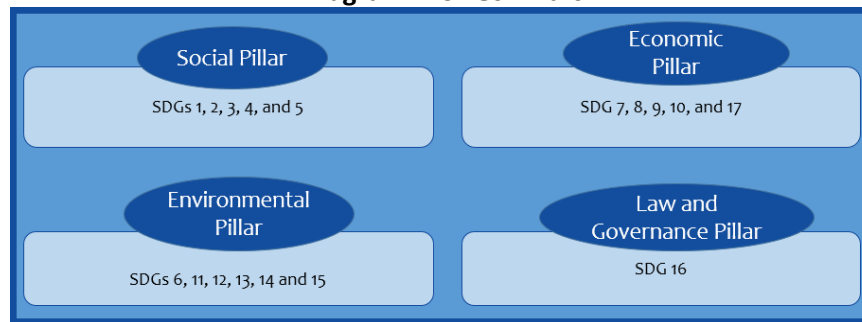 Social Pillar
SDGs 1, 2, 3, 4, and 5
Economic
Pillar
SDG 7, 8, 9, 10, and 17
Environmental
Pillar
SDGs 6, 11, 12, 13, 14 and 15
Law and
Governance Pillar
SDG 16